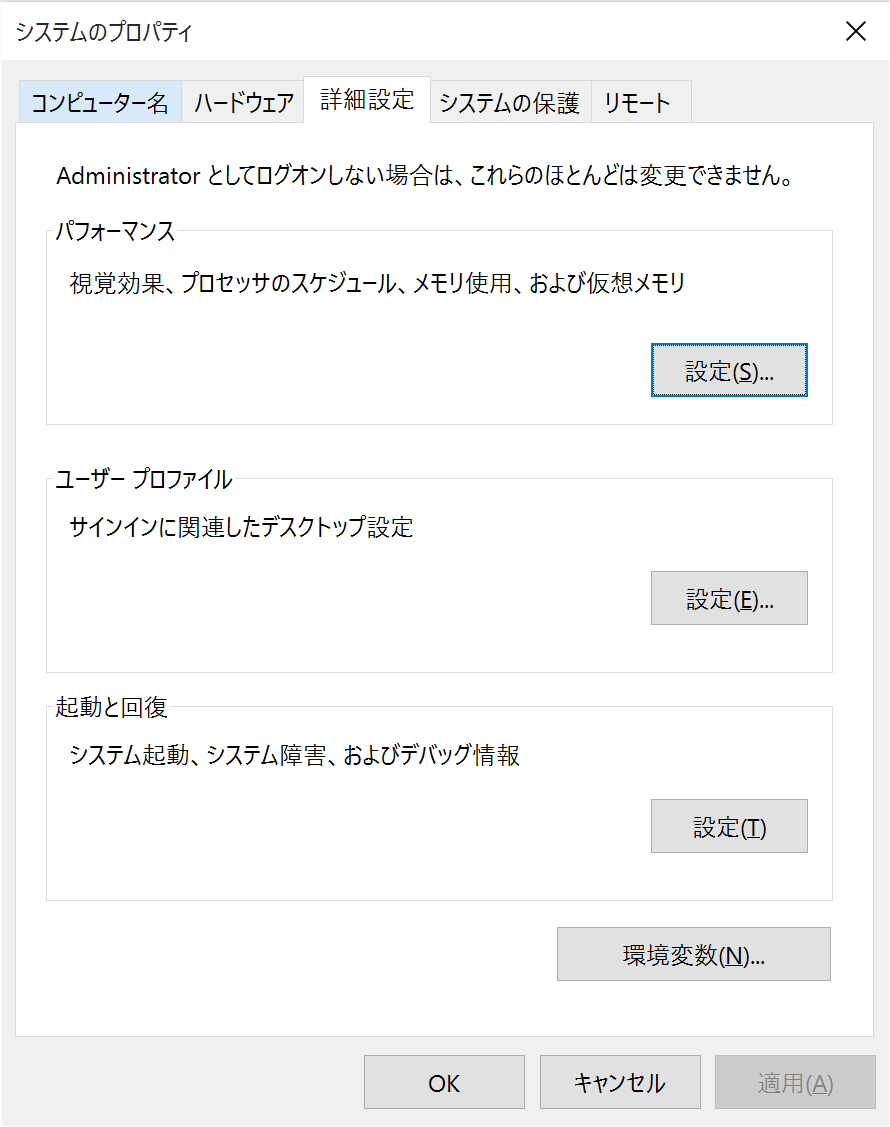 システムのプロパティ
コンピューター名 ハードウェア 詳細設定 システムの保護 リモート
Administrator としてログオンしない場合は、これらのほとんどは変更できません。
パフォーマンス
視覚効果、プロセッサのスケジュール、メモリ使用、および仮想メモリ
設定(S)...
ユーザー プロファイル
サインインに関連したデスクトップ設定
設定(E)...
起動と回復
システム起動、システム障害、およびデバッグ情報
設定(T)
環境変数(N)...
OK キャンセル 適用(A)